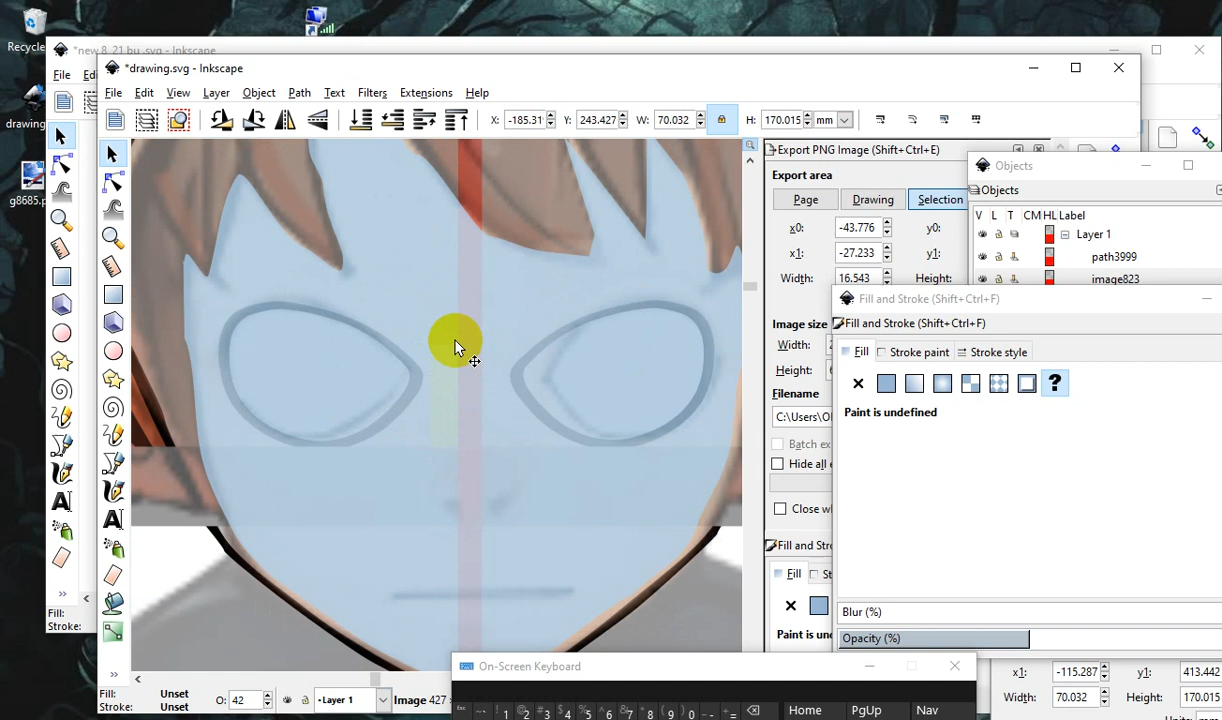 Recycle
*new 8 21 bu .svg - Inkscape
File
*drawing.svg - Inkscape
File Edit View Layer Object Path Text Filters Extensions Help
X: -185.31 Y: 243.427 W: 70.032 H: 170.015 mm
drawing
g8685.p
Export PNG Image (Shift+Ctrl+E)
Export area
Page Drawing Selection
x0: -43.776 y0:
x1: -27.233 y1:
Width: 16.543 Height:
Image size
Width:
Height:
Filename
C:\Users\Ol
Batch ex
Hide all
Close wh
Fill and Stro
Fill St
Paint is un
Objects
Objects
V L T CM HL Label
Layer 1
path3999
image823
Fill and Stroke (Shift+Ctrl+F)
Fill and Stroke (Shift+Ctrl+F)
Fill Stroke paint Stroke style
?
Paint is undefined
Blur (%)
Opacity (%)
x1: -115.287 y1: 413.442
Width: 70.032 Height: 170.015
Fill:
Stroke:
Fill: Unset
Stroke: Unset
O: 42 Layer 1 Image 427
On-Screen Keyboard
Home PgUp Nav